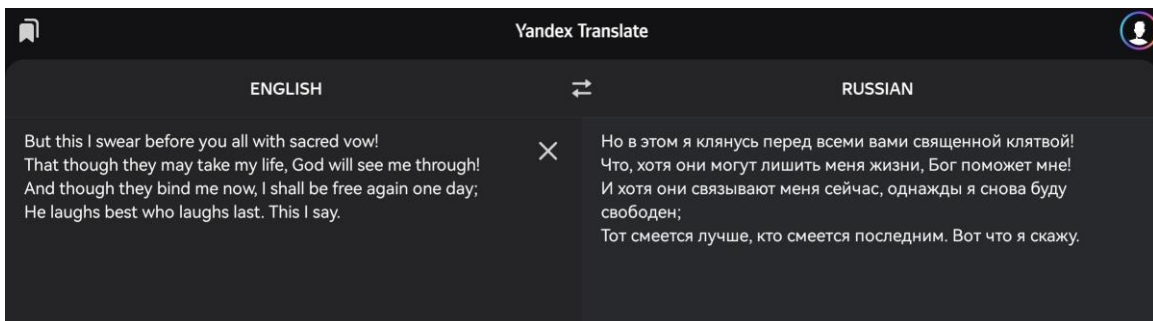 Yandex Translate
ENGLISH
RUSSIAN
But this I swear before you all with sacred vow!
That though they may take my life, God will see me through!
And though they bind me now, I shall be free again one day;
He laughs best who laughs last. This I say.
Но в этом я клянусь перед всеми вами священной клятвой!
Что, хотя они могут лишить меня жизни, Бог поможет мне!
И хотя они связывают меня сейчас, однажды я снова буду
свободен;
Тот смеется лучше, кто смеется последним. Вот что я скажу.